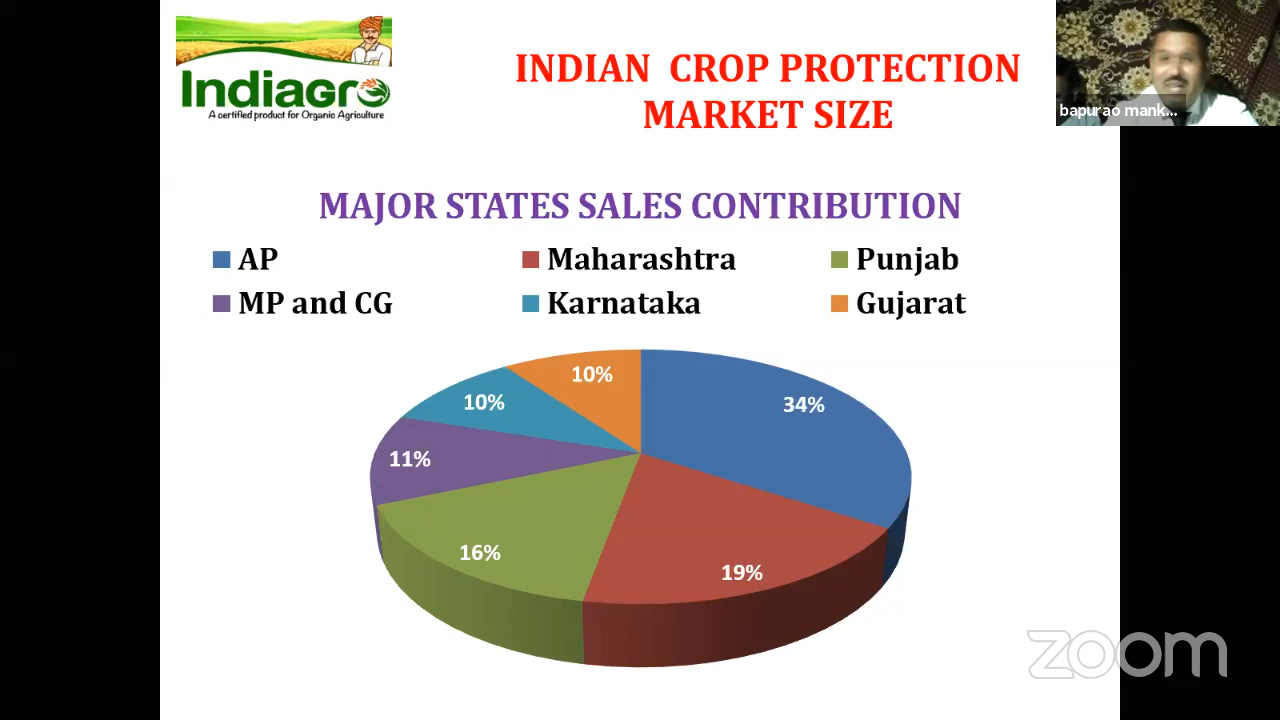 Indiagro
A certified product for Organic Agriculture
INDIAN CROP PROTECTION
MARKET SIZE
bapurao mank...
MAJOR STATES SALES CONTRIBUTION
AP
Maharashtra
Punjab
MP and CG
Karnataka
Gujarat
10%
34%
10%
11%
16%
19%
zoom